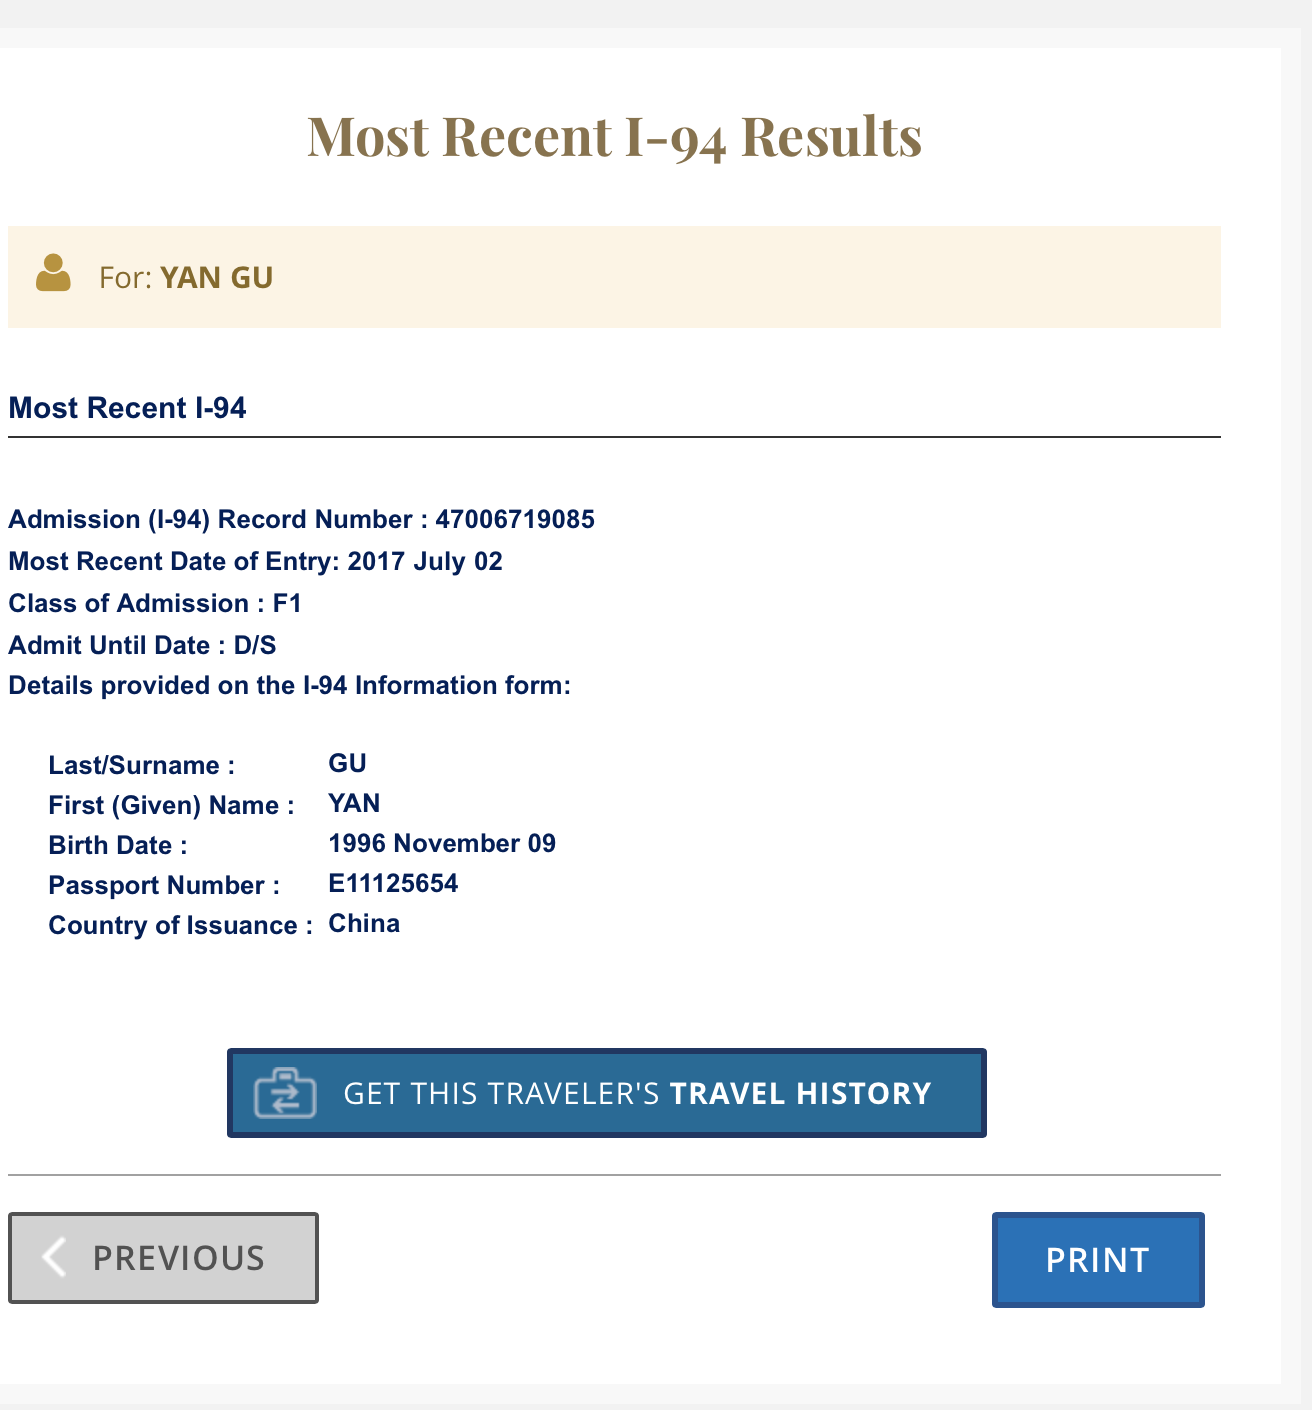 Most Recent I-94 Results
For: YAN GU
Most Recent I-94
Admission (I-94) Record Number : 47006719085
Most Recent Date of Entry: 2017 July 02
Class of Admission : F1
Admit Until Date : D/S
Details provided on the I-94 Information form:
Last/Surname : GU
First (Given) Name : YAN
Birth Date : 1996 November 09
Passport Number : E11125654
Country of Issuance : China
GET THIS TRAVELER'S TRAVEL HISTORY
PREVIOUS
PRINT